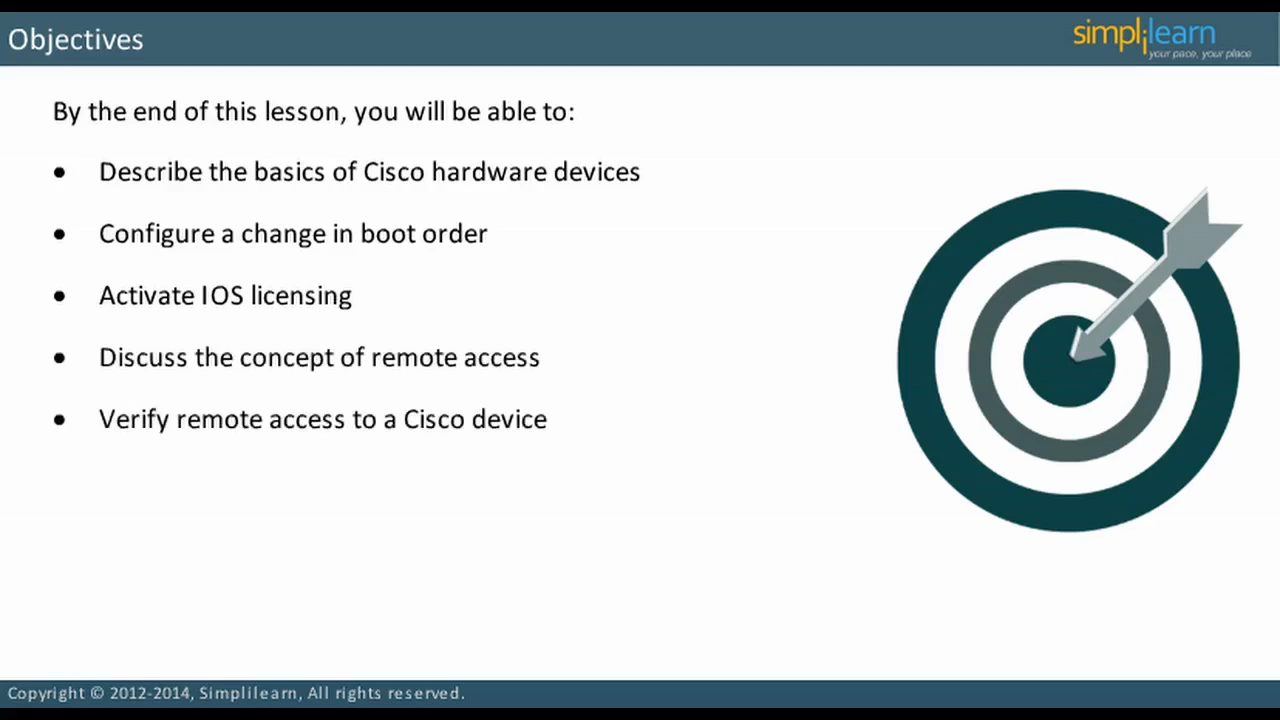 Objectives
simplilearn
your pace, your place
By the end of this lesson, you will be able to:
• Describe the basics of Cisco hardware devices
• Configure a change in boot order
• Activate IOS licensing
• Discuss the concept of remote access
• Verify remote access to a Cisco device
Copyright © 2012-2014, Simplilearn, All rights reserved.